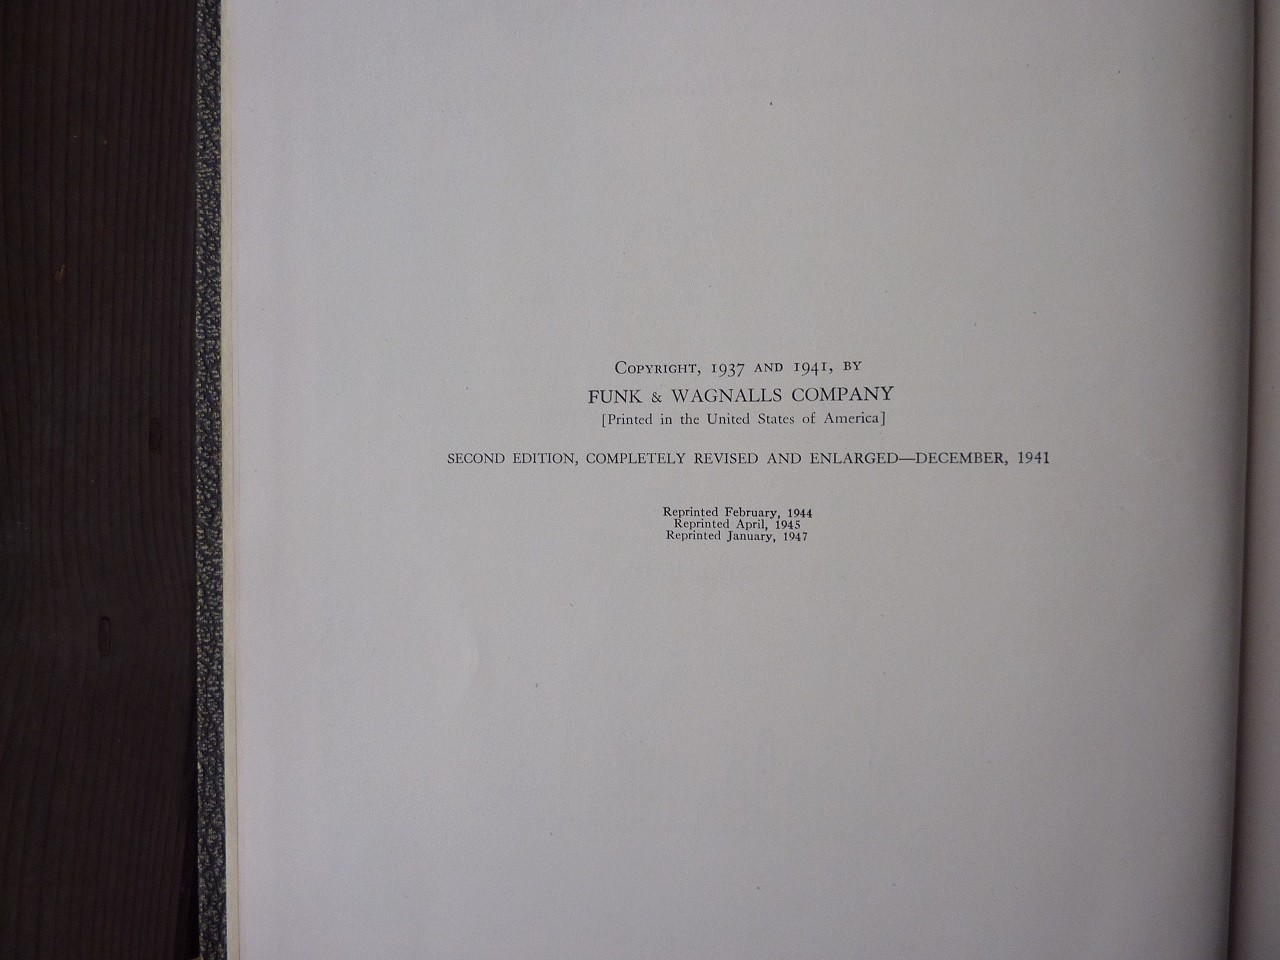 Copyright, 1937 and 1941, by
FUNK & WAGNALLS COMPANY
[Printed in the United States of America]
SECOND EDITION, COMPLETELY REVISED AND ENLARGED—DECEMBER, 1941
Reprinted February, 1944
Reprinted April, 1945
Reprinted January, 1947